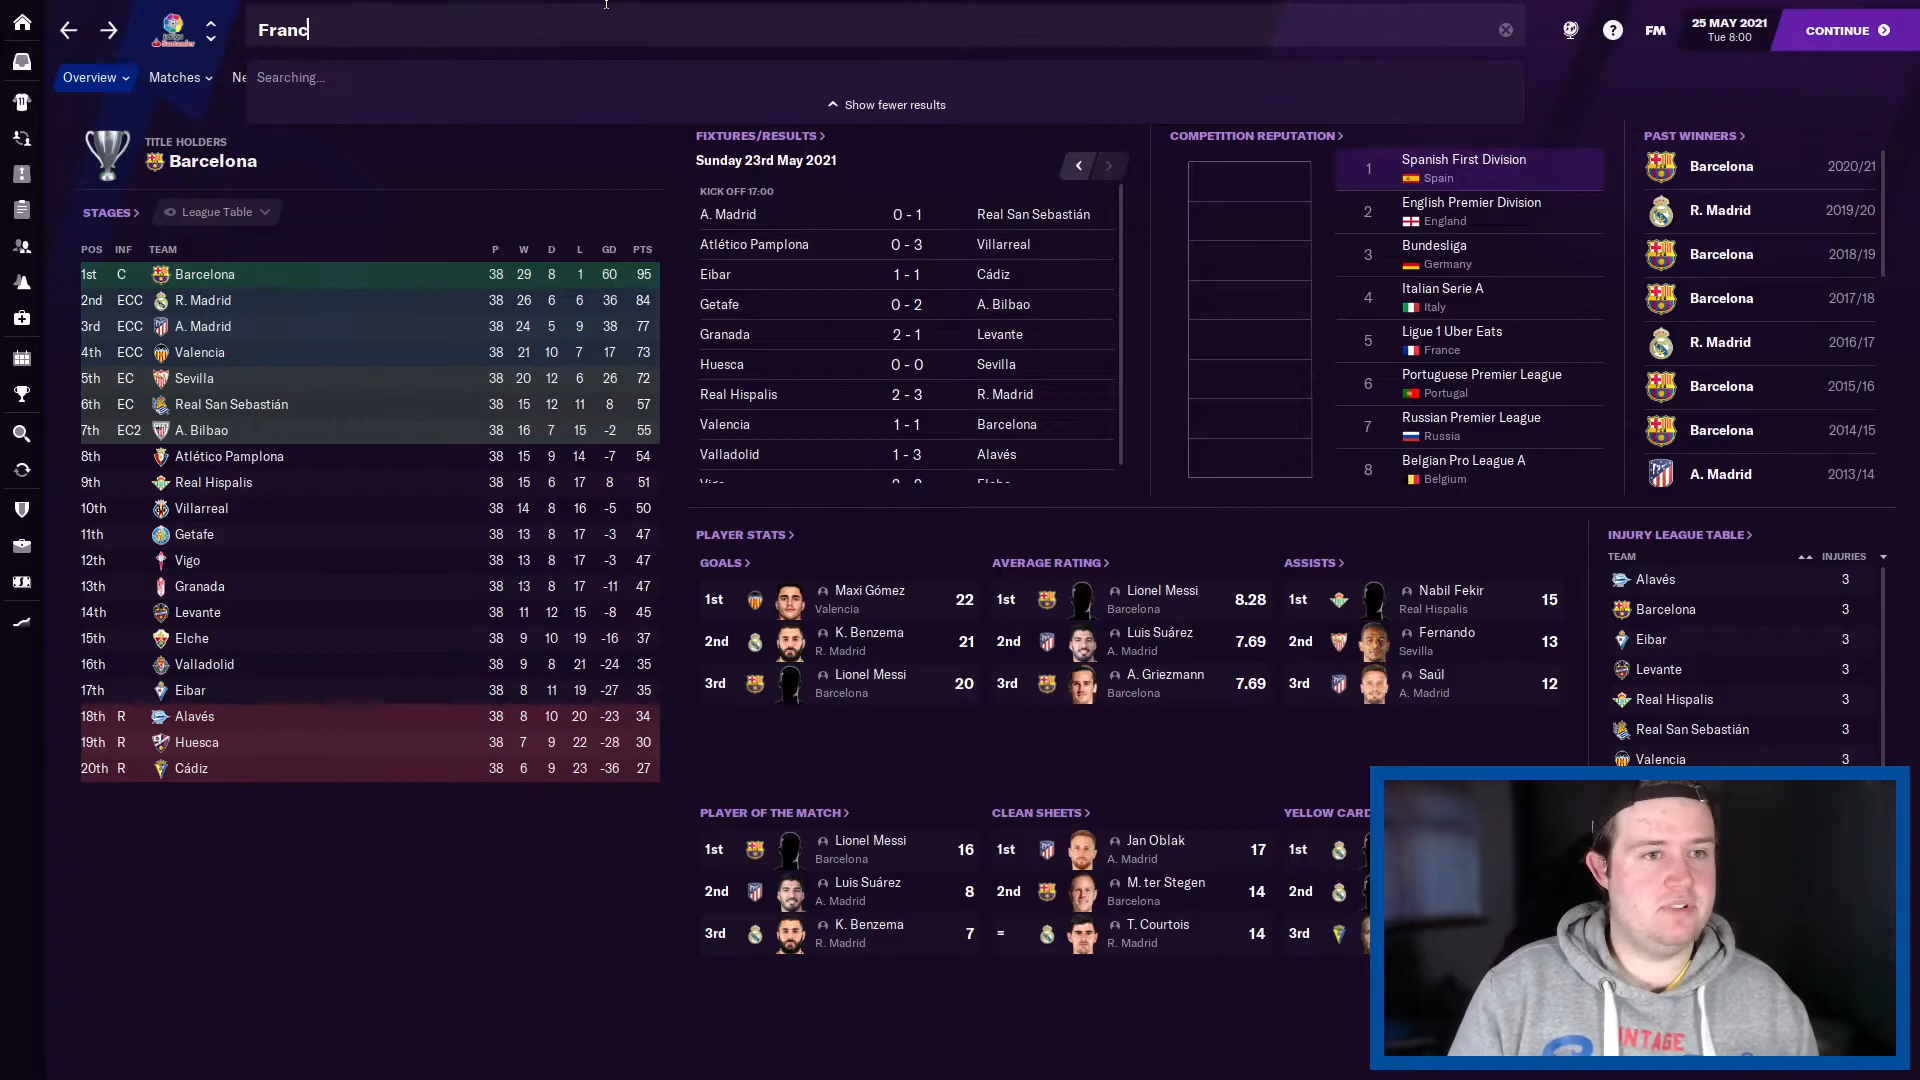 Franc
FM
25 MAY 2021
Tue 8:00
CONTINUE
Overview
Matches
Ne
Searching...
Show fewer results
TITLE HOLDERS
Barcelona
STAGES
League Table
POS INF TEAM P W D L GD PTS
1st C Barcelona 38 29 8 1 60 95
2nd ECC R. Madrid 38 26 6 6 36 84
3rd ECC A. Madrid 38 24 5 9 38 77
4th ECC Valencia 38 21 10 7 17 73
5th EC Sevilla 38 20 12 6 26 72
6th EC Real San Sebastián 38 15 12 11 8 57
7th EC2 A. Bilbao 38 16 7 15 -2 55
8th Atlético Pamplona 38 15 9 14 -7 54
9th Real Hispalis 38 15 6 17 8 51
10th Villarreal 38 14 8 16 -5 50
11th Getafe 38 13 8 17 -3 47
12th Vigo 38 13 8 17 -3 47
13th Granada 38 13 8 17 -11 47
14th Levante 38 11 12 15 -8 45
15th Elche 38 9 10 19 -16 37
16th Valladolid 38 9 8 21 -24 35
17th Eibar 38 8 11 19 -27 35
18th R Alavés 38 8 10 20 -23 34
19th R Huesca 38 7 9 22 -28 30
20th R Cádiz 38 6 9 23 -36 27
FIXTURES/RESULTS
Sunday 23rd May 2021
KICK OFF 17:00
A. Madrid 0 - 1 Real San Sebastián
Atlético Pamplona 0 - 3 Villarreal
Eibar 1 - 1 Cádiz
Getafe 0 - 2 A. Bilbao
Granada 2 - 1 Levante
Huesca 0 - 0 Sevilla
Real Hispalis 2 - 3 R. Madrid
Valencia 1 - 1 Barcelona
Valladolid 1 - 3 Alavés
COMPETITION REPUTATION
1 Spanish First Division
Spain
2 English Premier Division
England
3 Bundesliga
Germany
4 Italian Serie A
Italy
5 Ligue 1 Uber Eats
France
6 Portuguese Premier League
Portugal
7 Russian Premier League
Russia
8 Belgian Pro League A
Belgium
PAST WINNERS
Barcelona 2020/21
R. Madrid 2019/20
Barcelona 2018/19
Barcelona 2017/18
R. Madrid 2016/17
Barcelona 2015/16
Barcelona 2014/15
A. Madrid 2013/14
PLAYER STATS
GOALS
1st Maxi Gómez 22
Valencia
2nd K. Benzema 21
R. Madrid
3rd Lionel Messi 20
Barcelona
AVERAGE RATING
1st Lionel Messi 8.28
Barcelona
2nd Luis Suárez 7.69
A. Madrid
3rd A. Griezmann 7.69
Barcelona
ASSISTS
1st Nabil Fekir 15
Real Hispalis
2nd Fernando 13
Sevilla
3rd Saúl 12
A. Madrid
INJURY LEAGUE TABLE
TEAM INJURIES
Alavés 3
Barcelona 3
Eibar 3
Levante 3
Real Hispalis 3
Real San Sebastián 3
Valencia 3
PLAYER OF THE MATCH
1st Lionel Messi 16
Barcelona
2nd Luis Suárez 8
A. Madrid
3rd K. Benzema 7
R. Madrid
CLEAN SHEETS
1st Jan Oblak 17
A. Madrid
2nd M. ter Stegen 14
Barcelona
= T. Courtois 14
R. Madrid
YELLOW CARD
1st
2nd
3rd